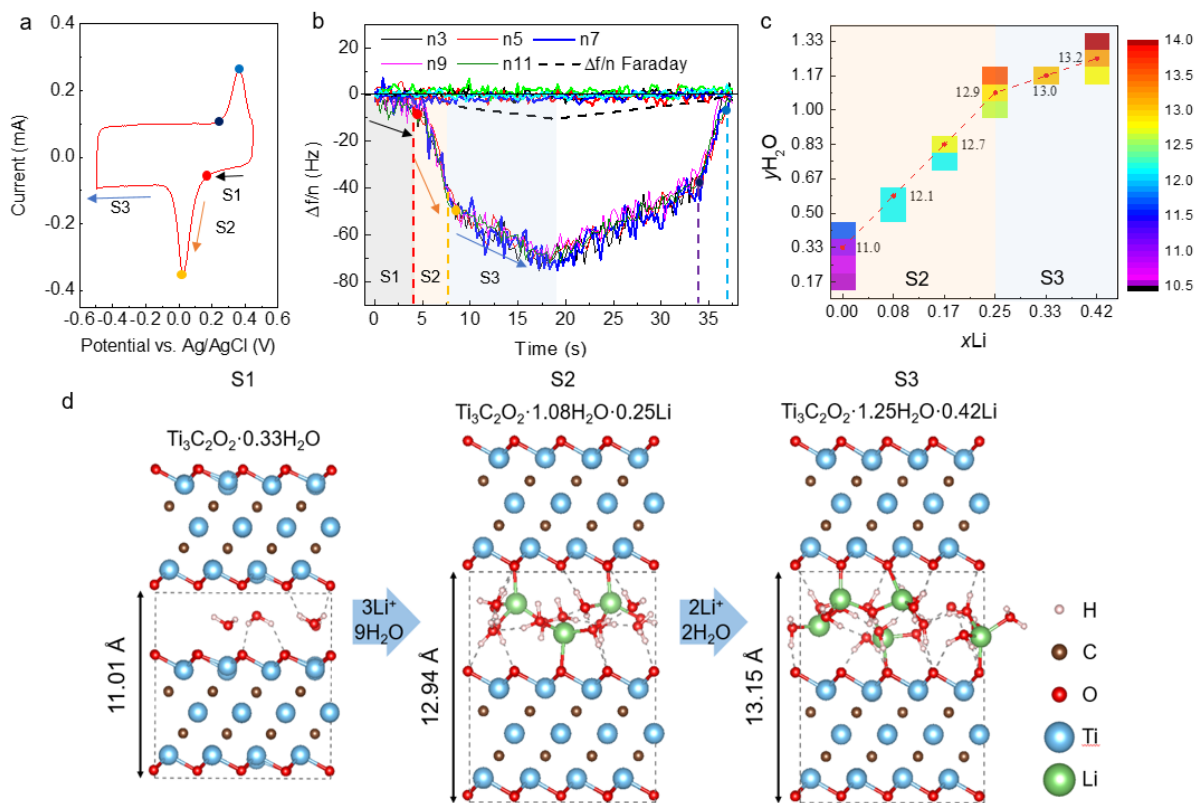 a
0.4
0.2
0.0
-0.2
-0.4
Current (mA)
-0.6 -0.4 -0.2 0.0 0.2 0.4 0.6
Potential vs. Ag/AgCl (V)
S3
S1
S2
b
20
0
-20
-40
-60
-80
Δf/n (Hz)
n3 n5 n7
n9 n11 Δf/n Faraday
S1 S2 S3
0 5 10 15 20 25 30 35
Time (s)
c
1.33
1.17
1.00
0.83
0.67
0.50
0.33
0.17
yH₂O
11.0
12.1
12.7
12.9
13.0
13.2
S2 S3
0.00 0.08 0.17 0.25 0.33 0.42
xLi
14.0
13.5
13.0
12.5
12.0
11.5
11.0
10.5
d
S1
Ti₃C₂O₂·0.33H₂O
11.01 Å
3Li⁺
9H₂O
S2
Ti₃C₂O₂·1.08H₂O·0.25Li
12.94 Å
2Li⁺
2H₂O
S3
Ti₃C₂O₂·1.25H₂O·0.42Li
13.15 Å
H
C
O
Ti
Li